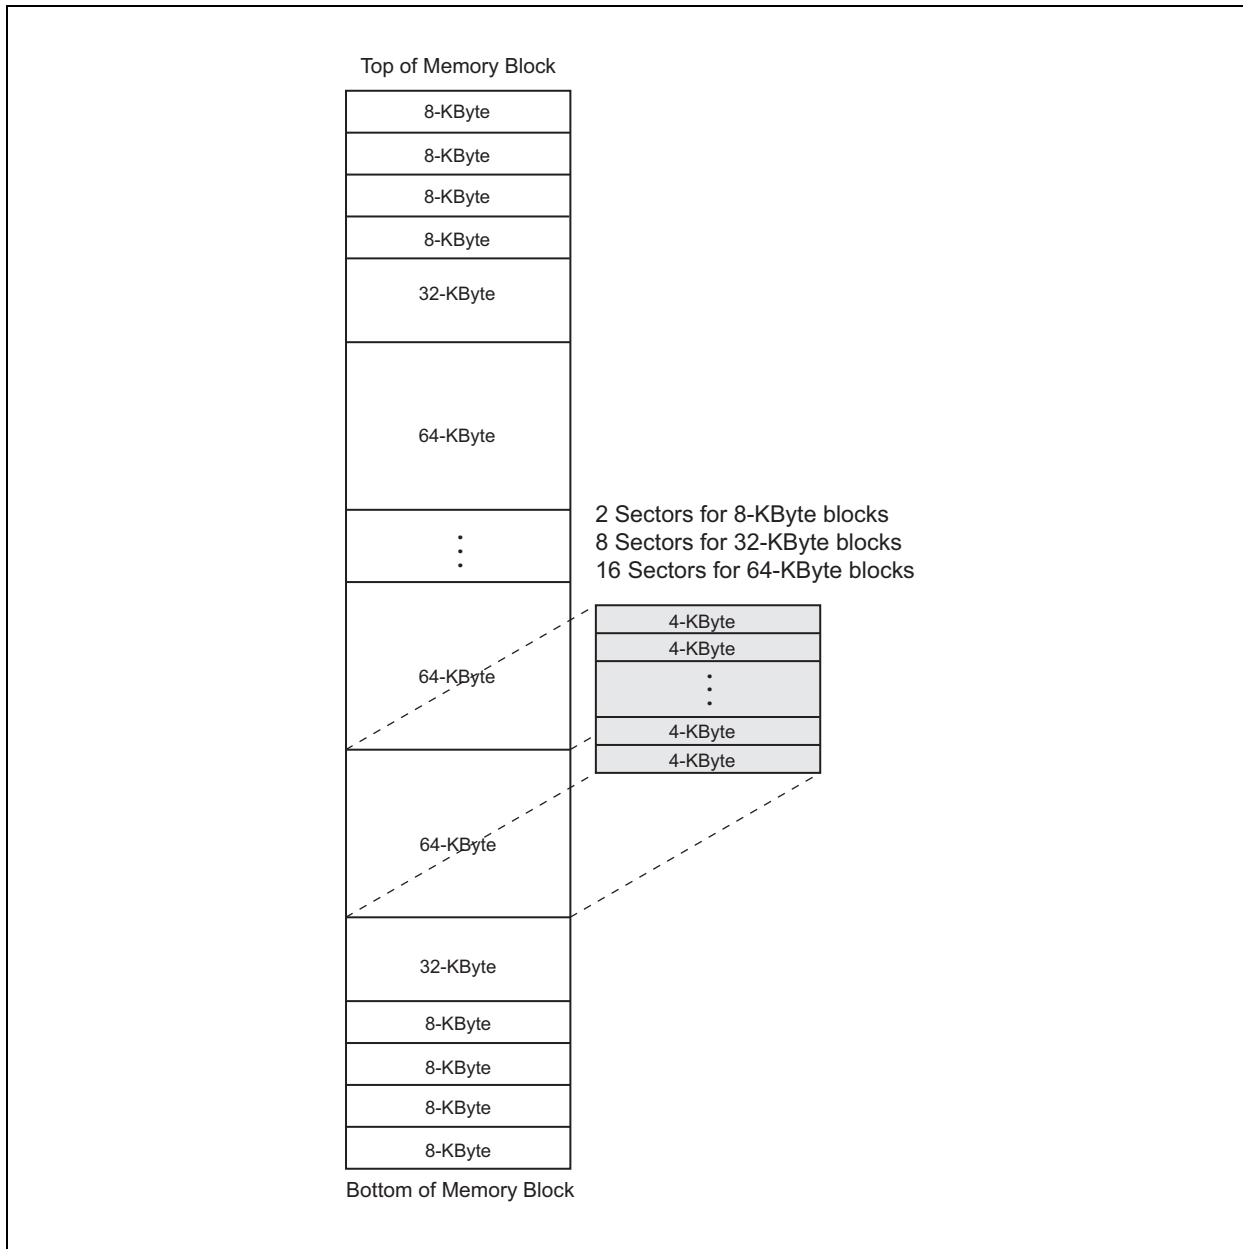 Top of Memory Block
8-KByte
8-KByte
8-KByte
8-KByte
32-KByte
64-KByte
2 Sectors for 8-KByte blocks
8 Sectors for 32-KByte blocks
16 Sectors for 64-KByte blocks
4-KByte
4-KByte
4-KByte
4-KByte
64-KByte
64-KByte
32-KByte
8-KByte
8-KByte
8-KByte
8-KByte
Bottom of Memory Block